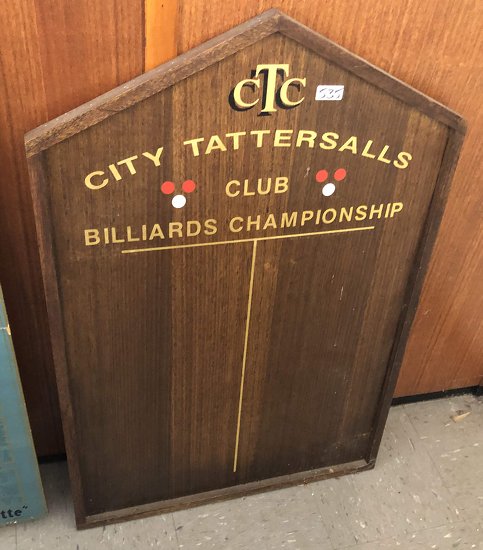 CTC
535
CITY TATTERSALLS
CLUB
BILLIARDS CHAMPIONSHIP
tte"